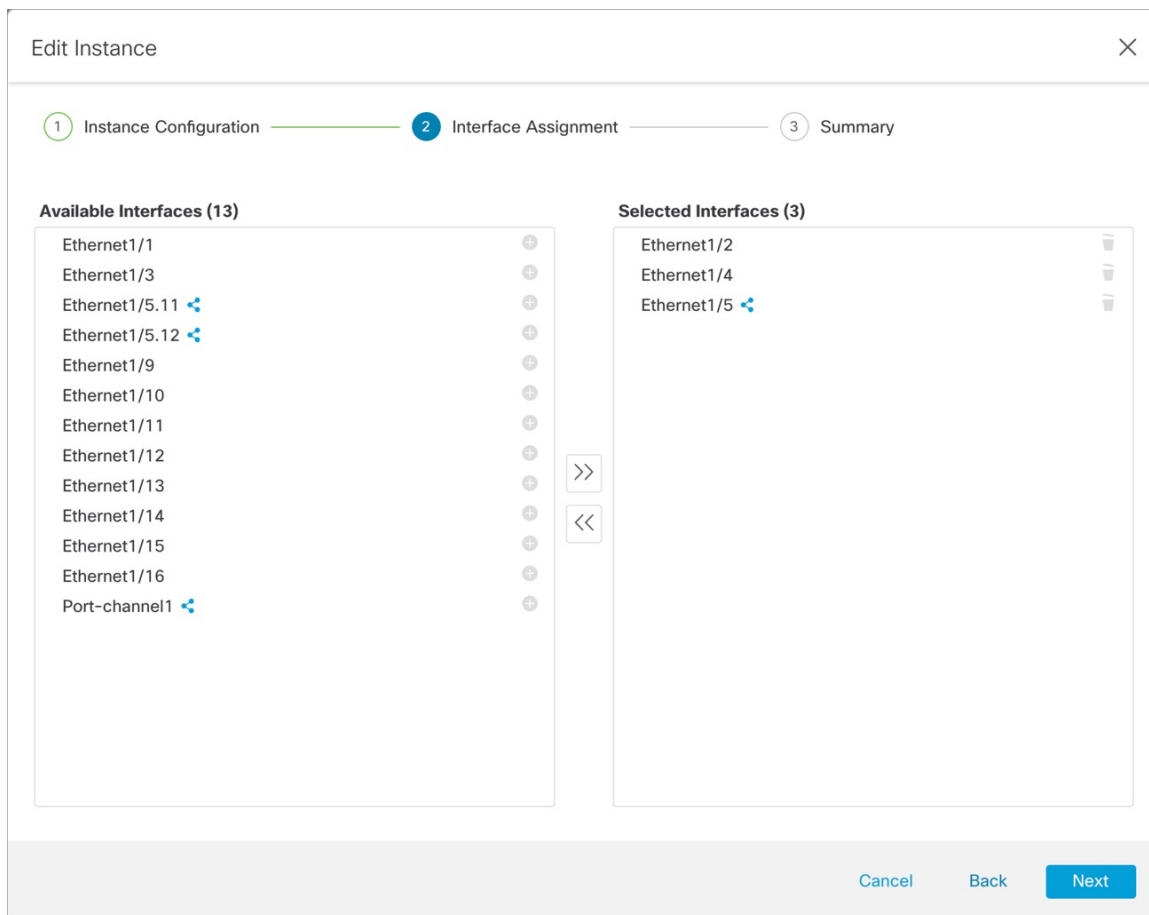 Edit Instance
1 Instance Configuration 2 Interface Assignment 3 Summary
Available Interfaces (13)
Ethernet1/1
Ethernet1/3
Ethernet1/5.11
Ethernet1/5.12
Ethernet1/9
Ethernet1/10
Ethernet1/11
Ethernet1/12
Ethernet1/13
Ethernet1/14
Ethernet1/15
Ethernet1/16
Port-channel1
Selected Interfaces (3)
Ethernet1/2
Ethernet1/4
Ethernet1/5
Cancel Back Next